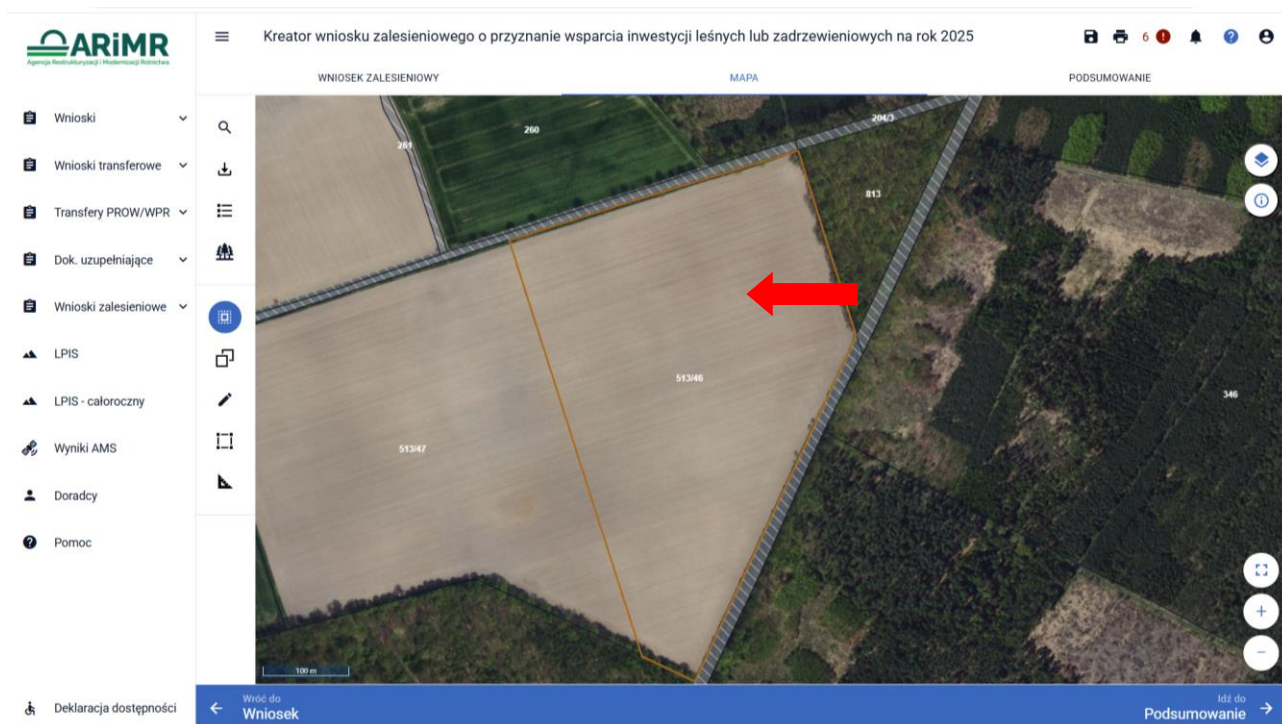 ARiMR
Agencja Restrukturyzacji i Modernizacji Rolnictwa
Kreator wniosku zalesieniowego o przyznanie wsparcia inwestycji leśnych lub zadrzewieniowych na rok 2025
6
WNIOSEK ZALESIENIOWY
MAPA
PODSUMOWANIE
Wnioski
Wnioski transferowe
Transfery PROW/WPR
Dok. uzupełniające
Wnioski zalesieniowe
LPIS
LPIS - całoroczny
Wyniki AMS
Doradcy
Pomoc
Deklaracja dostępności
204/3
260
261
813
513/46
346
513/47
100 m
Wróć do
Wniosek
Idź do
Podsumowanie